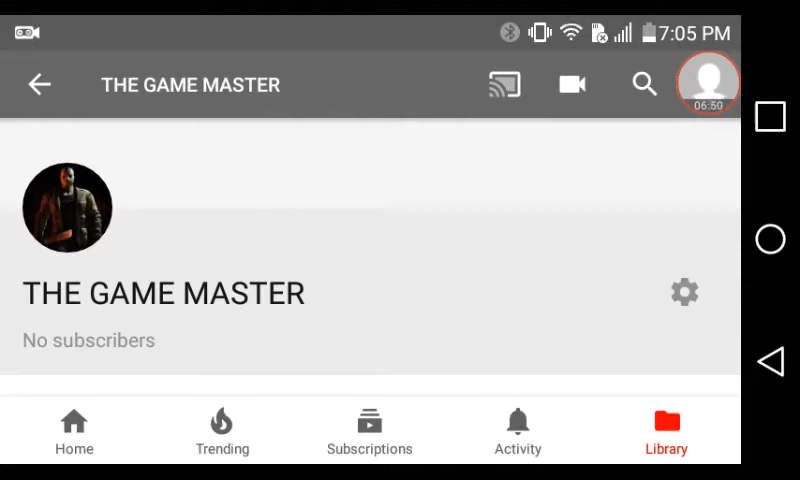 7:05 PM
THE GAME MASTER
06:50
THE GAME MASTER
No subscribers
Home
Trending
Subscriptions
Activity
Library